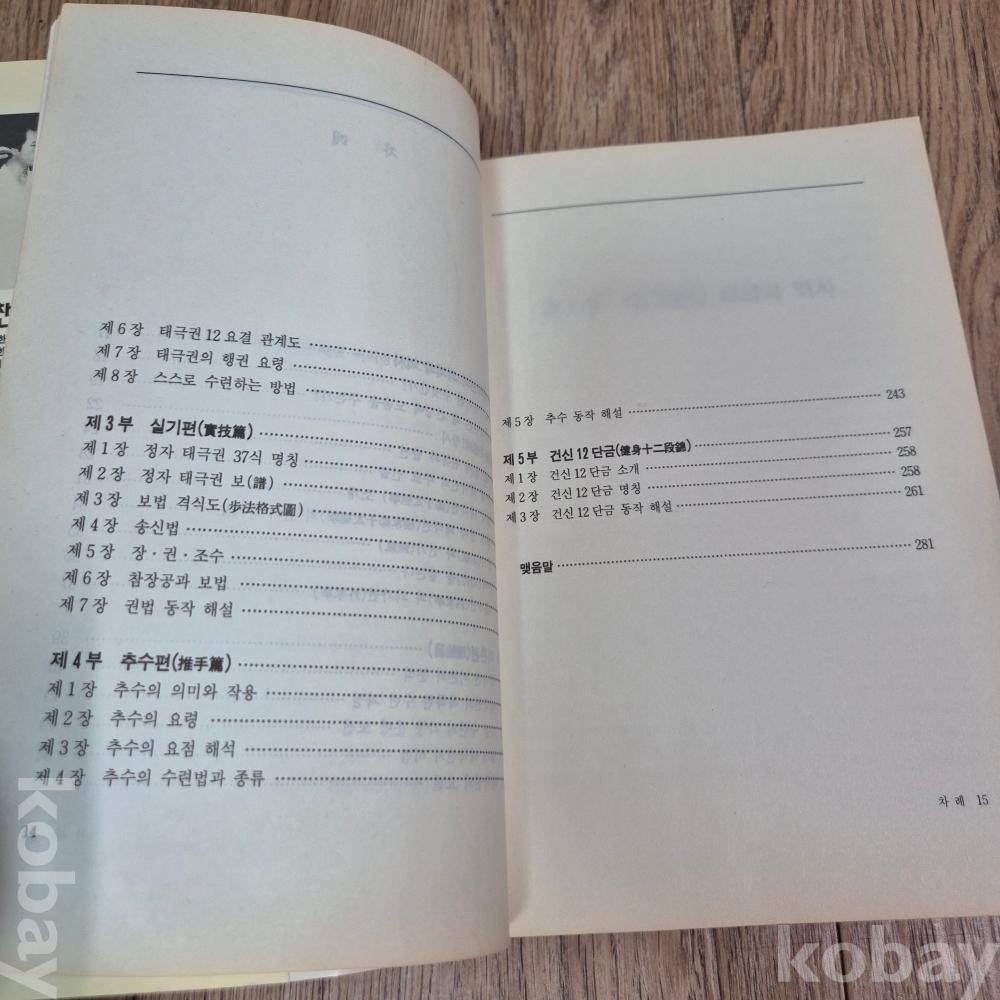 제 6 장 태극권 12 요결 관계도
제 7 장 태극권의 행권 요령
제 8 장 스스로 수련하는 방법
제 3 부 실기편(實技篇)
제 1 장 정자 태극권 37식 명칭
제 2 장 정자 태극권 보(譜)
제 3 장 보법 격식도(步法格式圖)
제 4 장 송신법
제 5 장 장·권·조수
제 6 장 참장공과 보법
제 7 장 권법 동작 해설
제 4 부 추수편(推手篇)
제 1 장 추수의 의미와 작용
제 2 장 추수의 요령
제 3 장 추수의 요점 해석
제 4 장 추수의 수련법과 종류
14
제 5 장 추수 동작 해설 243
제 5 부 건신 12 단금(健身十二段錦) 257
제 1 장 건신 12 단금 소개 258
제 2 장 건신 12 단금 명칭 258
제 3 장 건신 12 단금 동작 해설 261
맺음말 281
차 례 15
kobay
kobay